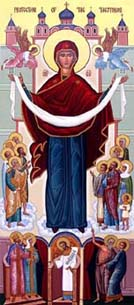 PROTECTION OF THE THEOTOKOS